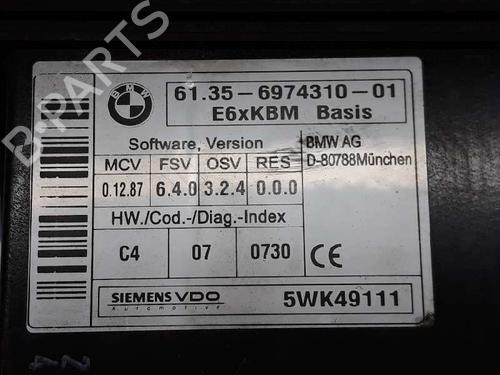 BMW
61.35-6974310-01
E6xKBM Basis
Software, Version
BMW AG
D-80788München
MCV FSV OSV RES
0.12.87 6.4.0 3.2.4 0.0.0
HW./Cod.-/Diag.-Index
C4 07 0730 CE
SIEMENS VDO
Automotive
5WK49111
24
B-PARTS